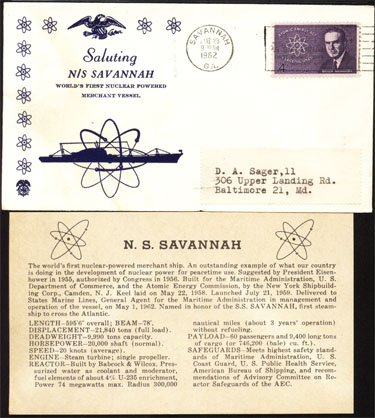 Saluting
N/S SAVANNAH
WORLD'S FIRST NUCLEAR POWERED
MERCHANT VESSEL
SAVANNAH
1962
GA.
D. A. Sager,11
306 Upper Landing Rd.
Baltimore 21, Md.
N. S. SAVANNAH
The world's first nuclear-powered merchant ship. An outstanding example of what our country
is doing in the development of nuclear power for peacetime use. Suggested by President Eisen-
hower in 1955, authorized by Congress in 1956. Built for the Maritime Administration, U. S.
Department of Commerce, and the Atomic Energy Commission, by the New York Shipbuild-
ing Corp., Camden, N. J. Keel laid on May 22, 1958. Launched July 21, 1959. Delivered to
States Marine Lines, General Agent for the Maritime Administration in management and
operation of the vessel, on May 1, 1962. Named in honor of the S.S. SAVANNAH, first steam-
ship to cross the Atlantic.
LENGTH—595'6" overall; BEAM—78'.
DISPLACEMENT—21,840 tons (full load).
DEADWEIGHT—9,990 tons capacity.
HORSEPOWER—20,000 shaft (normal).
SPEED—20 knots (average).
ENGINE—Steam turbine; single propeller.
REACTOR—Built by Babcock & Wilcox. Pres-
surized water as coolant and moderator,
fuel elements of about 4½ U-235 enrichment,
Power 74 megawatts max. Radius 300,000
nautical miles (about 3 years' operation)
without refueling.
PAYLOAD—60 passengers and 9,400 long tons
of cargo (or 746,200 (bale) cu. ft.).
SAFEGUARDS—Meets highest safety stand-
ards of Maritime Administration, U. S.
Coast Guard, U. S. Public Health Service,
American Bureau of Shipping, and recom-
mendations of Advisory Committee on Re-
actor Safeguards of the AEC.